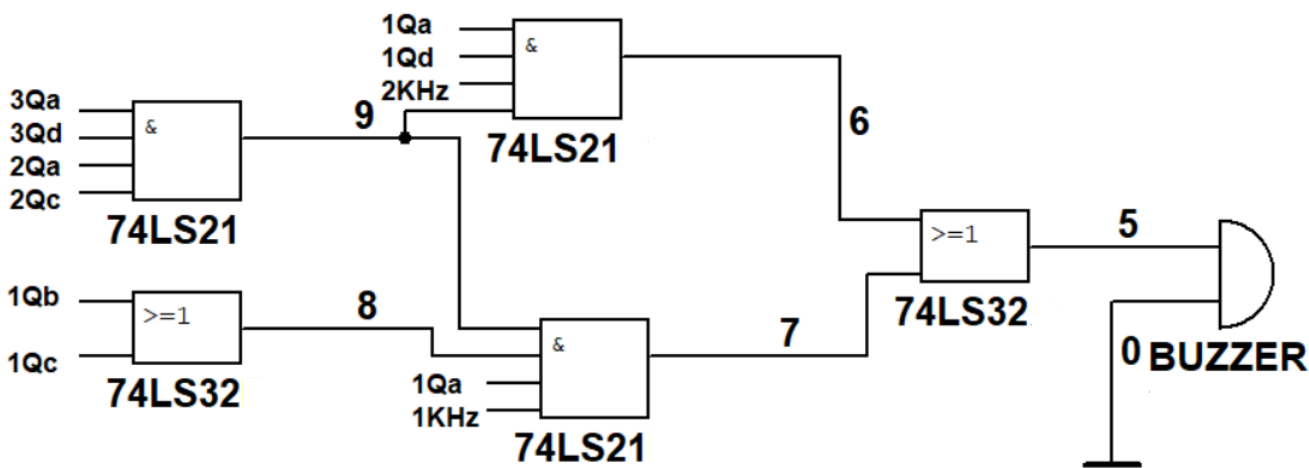 1Qa
1Qd
2KHz
&
74LS21
3Qa
3Qd
2Qa
2Qc
&
74LS21
9
6
1Qb
1Qc
>=1
74LS32
8
&
1Qa
1KHz
74LS21
7
>=1
74LS32
5
0 BUZZER